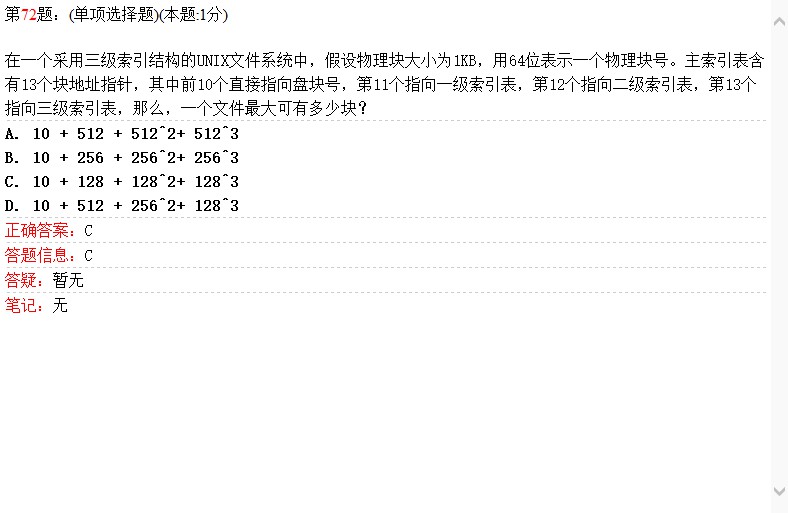 第72题: (单项选择题)(本题:1分)
在一个采用三级索引结构的UNIX文件系统中，假设物理块大小为1KB，用64位表示一个物理块号。主索引表含
有13个块地址指针，其中前10个直接指向盘块号，第11个指向一级索引表，第12个指向二级索引表，第13个
指向三级索引表，那么，一个文件最大可有多少块?
A. 10 + 512 + 512^2+ 512^3
B. 10 + 256 + 256^2+ 256^3
C. 10 + 128 + 128^2+ 128^3
D. 10 + 512 + 256^2+ 128^3
正确答案：C
答题信息：C
答疑：暂无
笔记：无